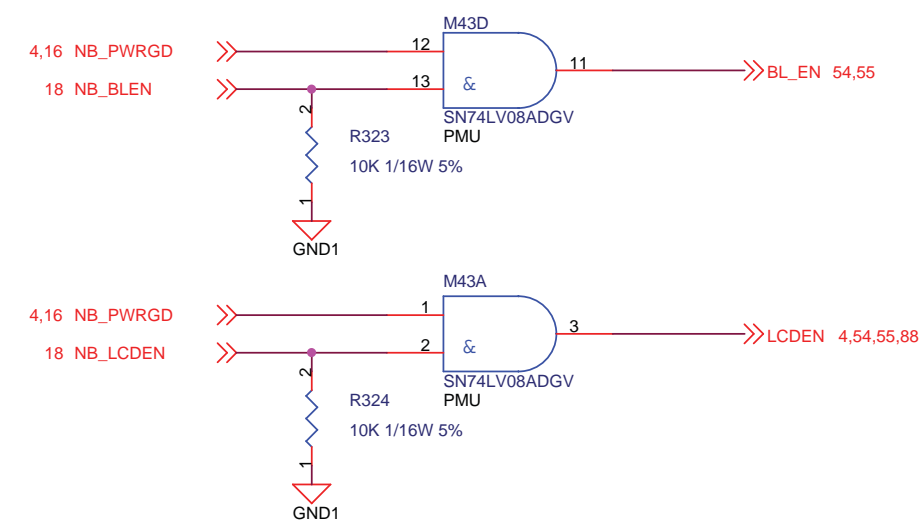 M43D
4,16 NB_PWRGD
12
11
BL_EN 54,55
18 NB_BLEN
13
&
SN74LV08ADGV
PMU
2
R323
10K 1/16W 5%
1
GND1
M43A
4,16 NB_PWRGD
1
3
LCDEN 4,54,55,88
18 NB_LCDEN
2
&
SN74LV08ADGV
PMU
2
R324
10K 1/16W 5%
1
GND1